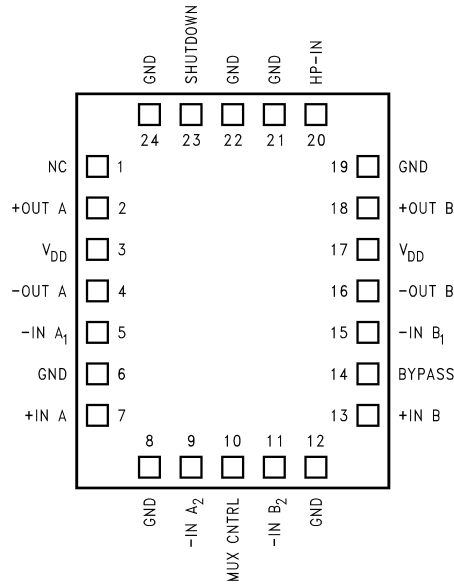 GND SHUTDOWN GND GND HP-IN
24 23 22 21 20
NC 1 19 GND
+OUT A 2 18 +OUT B
VDD 3 17 VDD
-OUT A 4 16 -OUT B
-IN A1 5 15 -IN B1
GND 6 14 BYPASS
+IN A 7 13 +IN B
8 9 10 11 12
GND -IN A2 MUX CNTRL -IN B2 GND